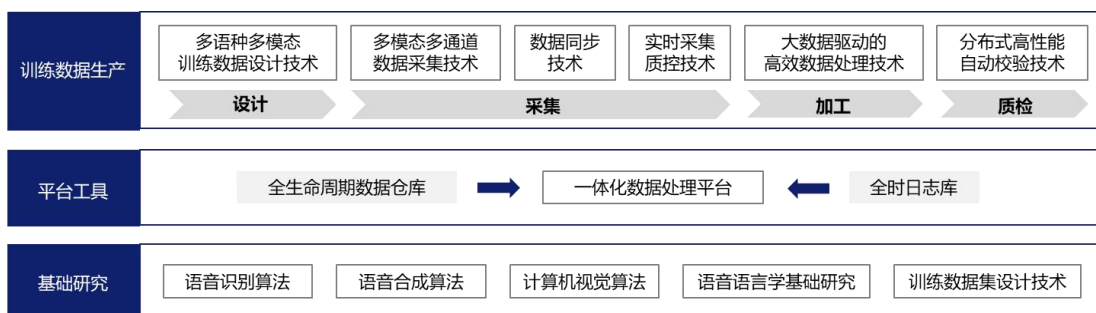 训练数据生产
多语种多模态
训练数据设计技术
多模态多通道
数据采集技术
数据同步
技术
实时采集
质控技术
大数据驱动的
高效数据处理技术
分布式高性能
自动校验技术
设计
采集
加工
质检
平台工具
全生命周期数据仓库
一体化数据处理平台
全时日志库
基础研究
语音识别算法
语音合成算法
计算机视觉算法
语音语言学基础研究
训练数据集设计技术